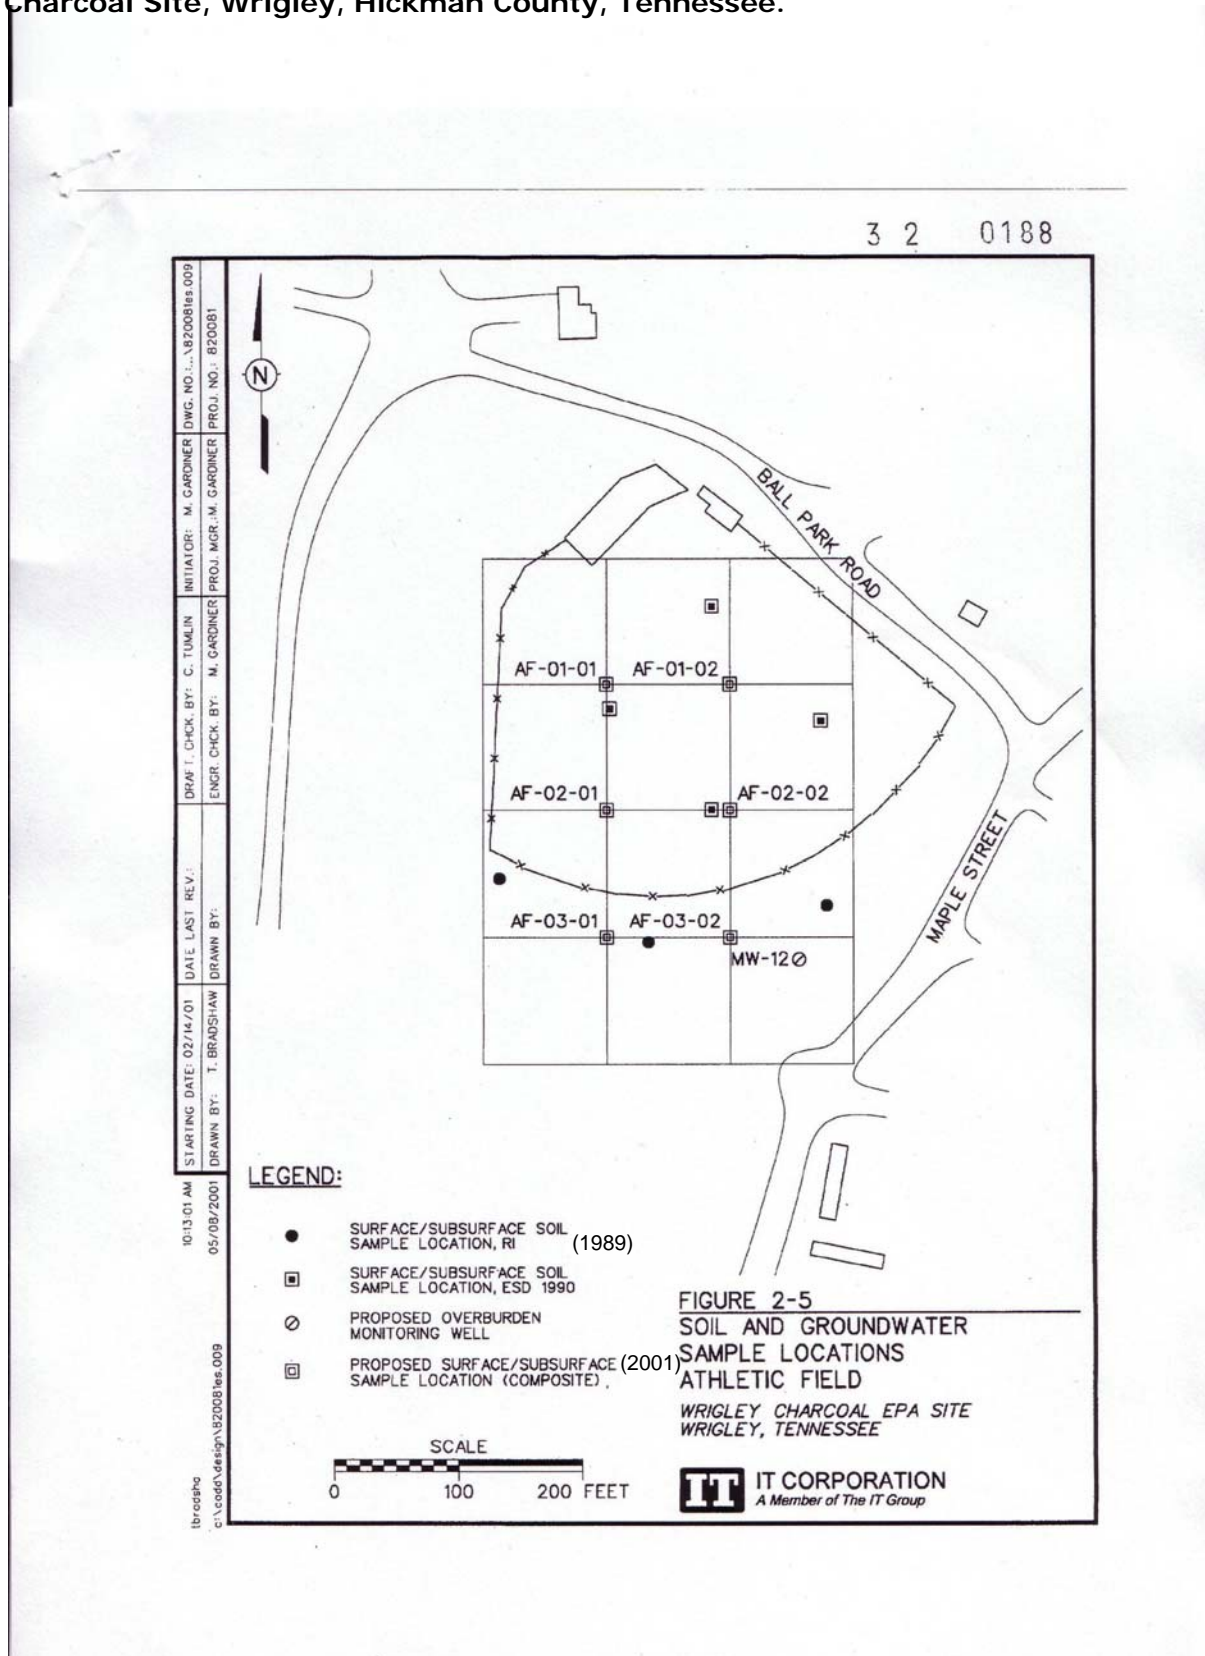 Charcoal Site, Wrigley, Hickman County, Tennessee.
3 2 0188
DWG. NO.:...\820081es.009
PROJ. NO.: 820081
INITIATOR: M. GARDINER
PROJ. MGR.:M. GARDINER
DRAFT. CHCK. BY: C. TUMLIN
ENGR. CHCK. BY: M. GARDINER
DATE LAST REV.:
DRAWN BY:
STARTING DATE: 02/14/01
DRAWN BY: T. BRADSHAW
10:13:01 AM
05/08/2001
tbradsha
c:\cadd\design\820081es.009
N
BALL PARK ROAD
AF-01-01 AF-01-02
AF-02-01 AF-02-02
MAPLE STREET
AF-03-01 AF-03-02
MW-12
LEGEND:
SURFACE/SUBSURFACE SOIL
SAMPLE LOCATION, RI (1989)
SURFACE/SUBSURFACE SOIL
SAMPLE LOCATION, ESD 1990
PROPOSED OVERBURDEN
MONITORING WELL
PROPOSED SURFACE/SUBSURFACE (2001)
SAMPLE LOCATION (COMPOSITE).
SCALE
0 100 200 FEET
FIGURE 2-5
SOIL AND GROUNDWATER
SAMPLE LOCATIONS
ATHLETIC FIELD
WRIGLEY CHARCOAL EPA SITE
WRIGLEY, TENNESSEE
IT IT CORPORATION
A Member of The IT Group